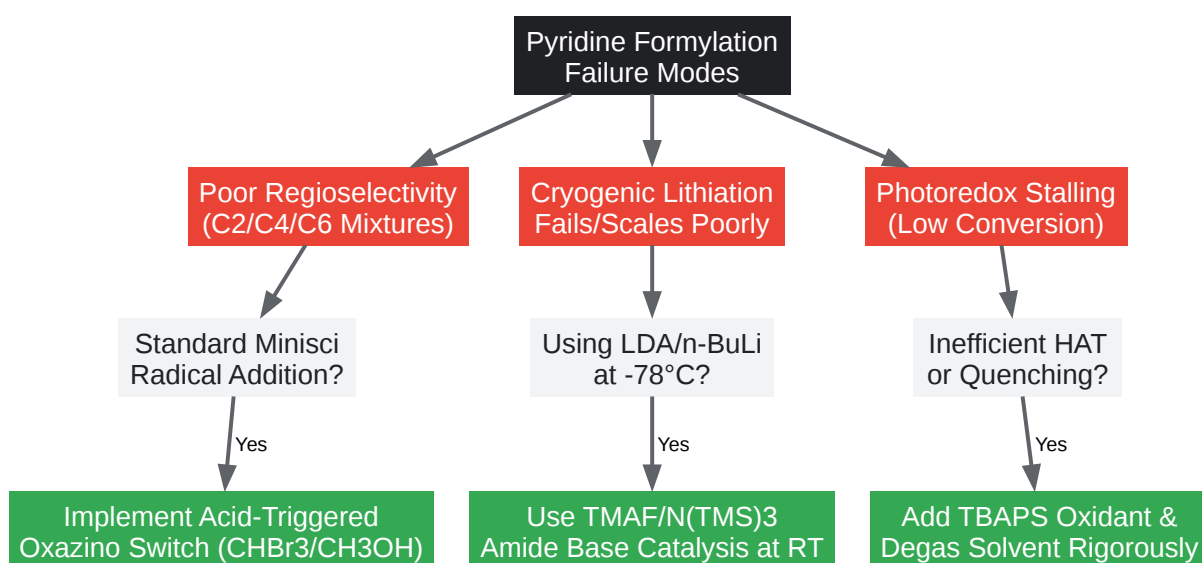 Pyridine Formylation
Failure Modes
Poor Regioselectivity
(C2/C4/C6 Mixtures)
Cryogenic Lithiation
Fails/Scales Poorly
Photoredox Stalling
(Low Conversion)
Standard Minisci
Radical Addition?
Using LDA/n-BuLi
at -78°C?
Inefficient HAT
or Quenching?
Yes
Yes
Yes
Implement Acid-Triggered
Oxazino Switch (CHBr3/CH3OH)
Use TMAF/N(TMS)3
Amide Base Catalysis at RT
Add TBAPS Oxidant &
Degas Solvent Rigorously